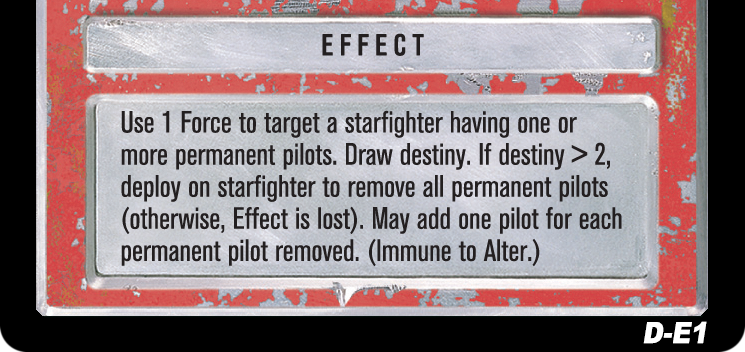 EFFECT
Use 1 Force to target a starfighter having one or
more permanent pilots. Draw destiny. If destiny > 2,
deploy on starfighter to remove all permanent pilots
(otherwise, Effect is lost). May add one pilot for each
permanent pilot removed. (Immune to Alter.)
D-E1